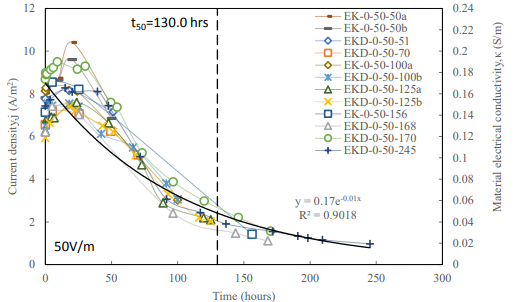 12
10
8
6
4
2
0
Current density,j (A/m²)
t50=130.0 hrs
50V/m
EK-0-50-50a
EK-0-50-50b
EKD-0-50-51
EKD-0-50-70
EK-0-50-100a
EKD-0-50-100b
EKD-0-50-125a
EKD-0-50-125b
EK-0-50-156
EKD-0-50-168
EKD-0-50-170
EKD-0-50-245
y = 0.17e-0.01x
R² = 0.9018
0.24
0.22
0.2
0.18
0.16
0.14
0.12
0.1
0.08
0.06
0.04
0.02
0
Material electrical conductivity,κ (S/m)
0 50 100 150 200 250 300
Time (hours)